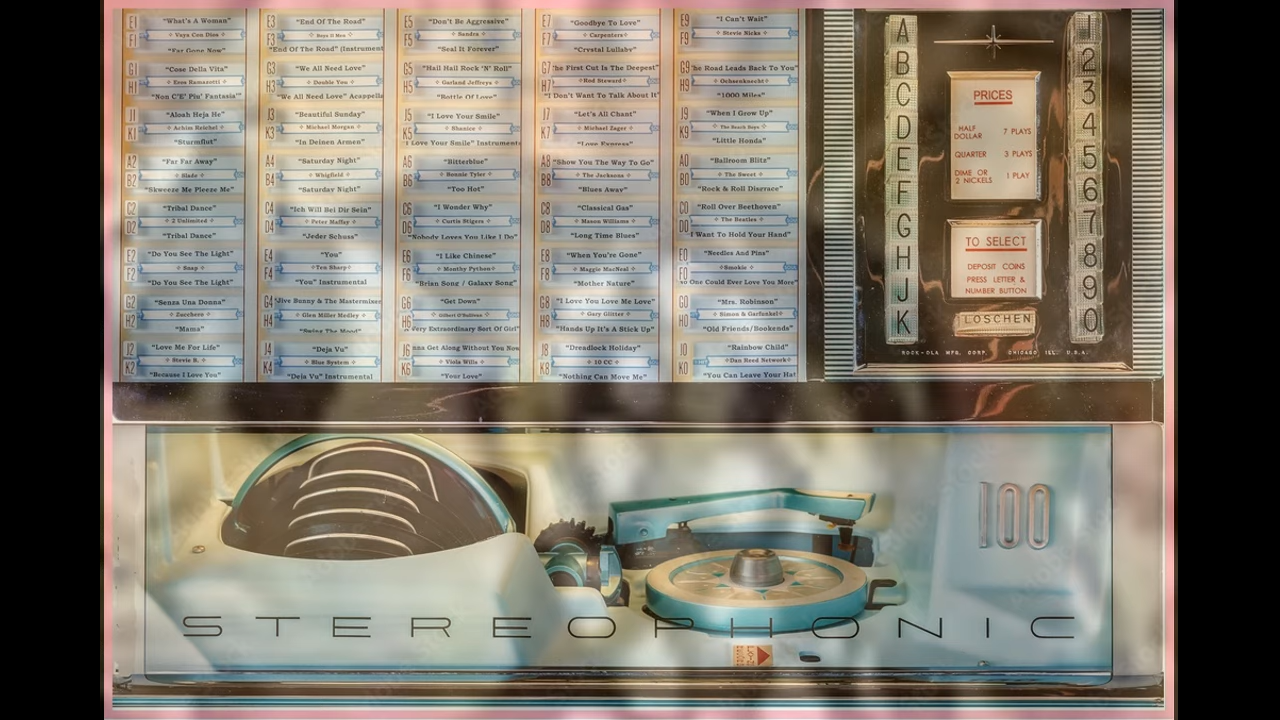 E1 "What's A Woman"
F1 ✧ Vaya Con Dios ✧
"Far Gone Now"
G1 "Cose Della Vita"
H1 ✧ Eros Ramazotti ✧
"Non C'E' Piu' Fantasia"
J1 "Aloah Heja He"
K1 ✧ Achim Reichel ✧
"Sturmflut"
A2 "Far Far Away"
B2 ✧ Slade ✧
"Skweeze Me Pleeze Me"
C2 "Tribal Dance"
D2 ✧ 2 Unlimited ✧
"Tribal Dance"
E2 "Do You See The Light"
F2 ✧ Snap ✧
"Do You See The Light"
G2 "Senza Una Donna"
H2 ✧ Zucchero ✧
"Mama"
J2 "Love Me For Life"
K2 ✧ Stevie B. ✧
"Because I Love You"
E3 "End Of The Road"
F3 ✧ Boyz II Men ✧
"End Of The Road" (Instrument
G3 "We All Need Love"
H3 ✧ Double You ✧
"We All Need Love" Acappella
J3 "Beautiful Sunday"
K3 ✧ Michael Morgan ✧
"In Deinen Armen"
A4 "Saturday Night"
B4 ✧ Whigfield ✧
"Saturday Night"
C4 "Ich Will Bei Dir Sein"
D4 ✧ Peter Maffay ✧
"Jeder Schuss"
E4 "You"
F4 ✧ Ten Sharp ✧
"You" Instrumental
G4 "Jive Bunny & The Mastermixer
H4 ✧ Glen Miller Medley ✧
"Swing The Mood"
J4 "Deja Vu"
K4 ✧ Blue System ✧
"Deja Vu" Instrumental
E5 "Don't Be Aggressive"
F5 ✧ Sandra ✧
"Seal It Forever"
G5 "Hail Hail Rock 'N' Roll"
H5 ✧ Garland Jeffreys ✧
"Bottle Of Love"
J5 "I Love Your Smile"
K5 ✧ Shanice ✧
"I Love Your Smile" Instrument
A6 "Bitterblue"
B6 ✧ Bonnie Tyler ✧
"Too Hot"
C6 "I Wonder Why"
D6 ✧ Curtis Stigers ✧
"Nobody Loves You Like I Do"
E6 "I Like Chinese"
F6 ✧ Monthy Python ✧
"Brian Song / Galaxy Song"
G6 "Get Down"
H6 ✧ Gilbert O'Sullivan ✧
Very Extraordinary Sort Of Girl"
J6 nna Get Along Without You Now
K6 ✧ Viola Wills ✧
"Your Love"
E7 "Goodbye To Love"
F7 ✧ Carpenters ✧
"Crystal Lullaby"
G7 "The First Cut Is The Deepest"
H7 ✧ Rod Steward ✧
"I Don't Want To Talk About It"
J7 "Let's All Chant"
K7 ✧ Michael Zager ✧
"Love Express"
A8 "Show You The Way To Go"
B8 ✧ The Jacksons ✧
"Blues Away"
C8 "Classical Gas"
D8 ✧ Mason Williams ✧
"Long Time Blues"
E8 "When You're Gone"
F8 ✧ Maggie MacNeal ✧
"Mother Nature"
G8 "I Love You Love Me Love"
H8 ✧ Gary Glitter ✧
"Hands Up It's A Stick Up"
J8 "Dreadlock Holiday"
K8 ✧ 10 CC ✧
"Nothing Can Move Me"
E9 "I Can't Wait"
F9 ✧ Stevie Nicks ✧
G9 he Road Leads Back To You"
H9 ✧ Ochsenknecht ✧
"1000 Miles"
J9 "When I Grow Up"
K9 ✧ The Beach Boys ✧
"Little Honda"
A0 "Ballroom Blitz"
B0 ✧ The Sweet ✧
"Rock & Roll Disgrace"
C0 "Roll Over Beethoven"
D0 ✧ The Beatles ✧
I Want To Hold Your Hand"
E0 "Needles And Pins"
F0 ✧ Smokie ✧
so One Could Ever Love You More"
G0 "Mrs. Robinson"
H0 ✧ Simon & Garfunkel ✧
"Old Friends/Bookends"
J0 "Rainbow Child"
K0 ✧ Dan Reed Network ✧
"You Can Leave Your Hat
A
B
C
D
E
F
G
H
J
K
PRICES
HALF DOLLAR 7 PLAYS
QUARTER 3 PLAYS
DIME OR 2 NICKELS 1 PLAY
TO SELECT
DEPOSIT COINS
PRESS LETTER &
NUMBER BUTTON
LÖSCHEN
1
2
3
4
5
6
7
8
9
0
ROCK-OLA MFG. CORP. CHICAGO ILL. U.S.A.
100
STEREOPHONIC